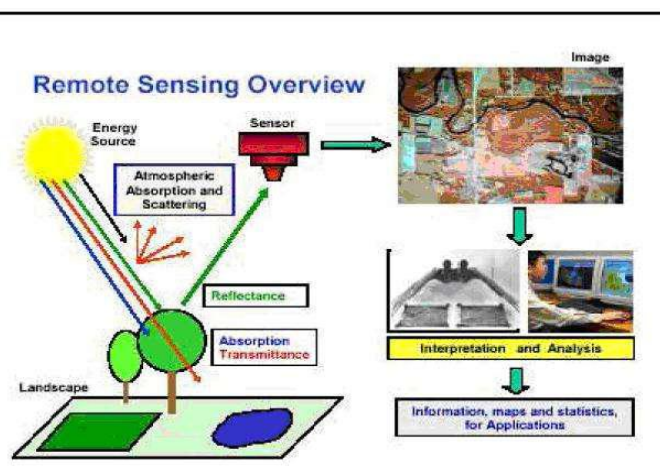 Image
Remote Sensing Overview
Energy
Source
Sensor
Atmospheric
Absorption and
Scattering
Reflectance
Absorption
Transmittance
Landscape
Interpretation and Analysis
Information, maps and statistics,
for Applications